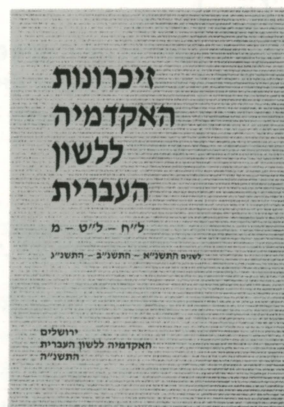 זיכרונות
האקדמיה
ללשון
העברית
ל״ח – ל״ט – מ
לשנים התשנ״א – התשנ״ב – התשנ״ג
ירושלים
האקדמיה ללשון העברית
התשנ״ה